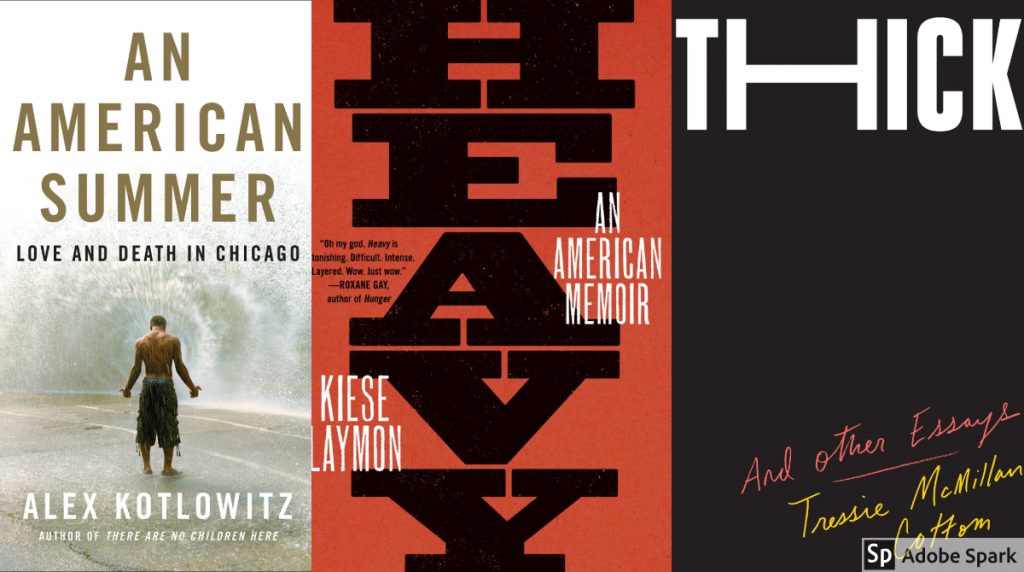 AN
AMERICAN
SUMMER
LOVE AND DEATH IN CHICAGO
ALEX KOTLOWITZ
AUTHOR OF THERE ARE NO CHILDREN HERE
HEAVY
"Oh my god. Heavy is
tonishing. Difficult. Intense.
Layered. Wow. Just wow."
—ROXANE GAY,
author of Hunger
AN
AMERICAN
MEMOIR
KIESE
LAYMON
THICK
And other Essays
Tressie McMillan
Cottom
Sp Adobe Spark